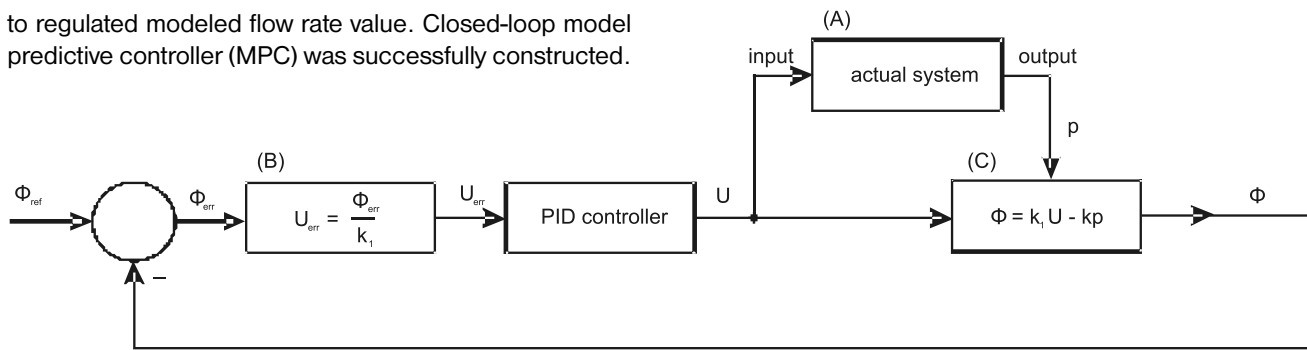 to regulated modeled flow rate value. Closed-loop model
predictive controller (MPC) was successfully constructed.
(A)
input
actual system
output
p
(B)
(C)
Φref
Φerr
Uerr = Φerr / k1
Uerr
PID controller
U
Φ = k1 U - kp
Φ
−